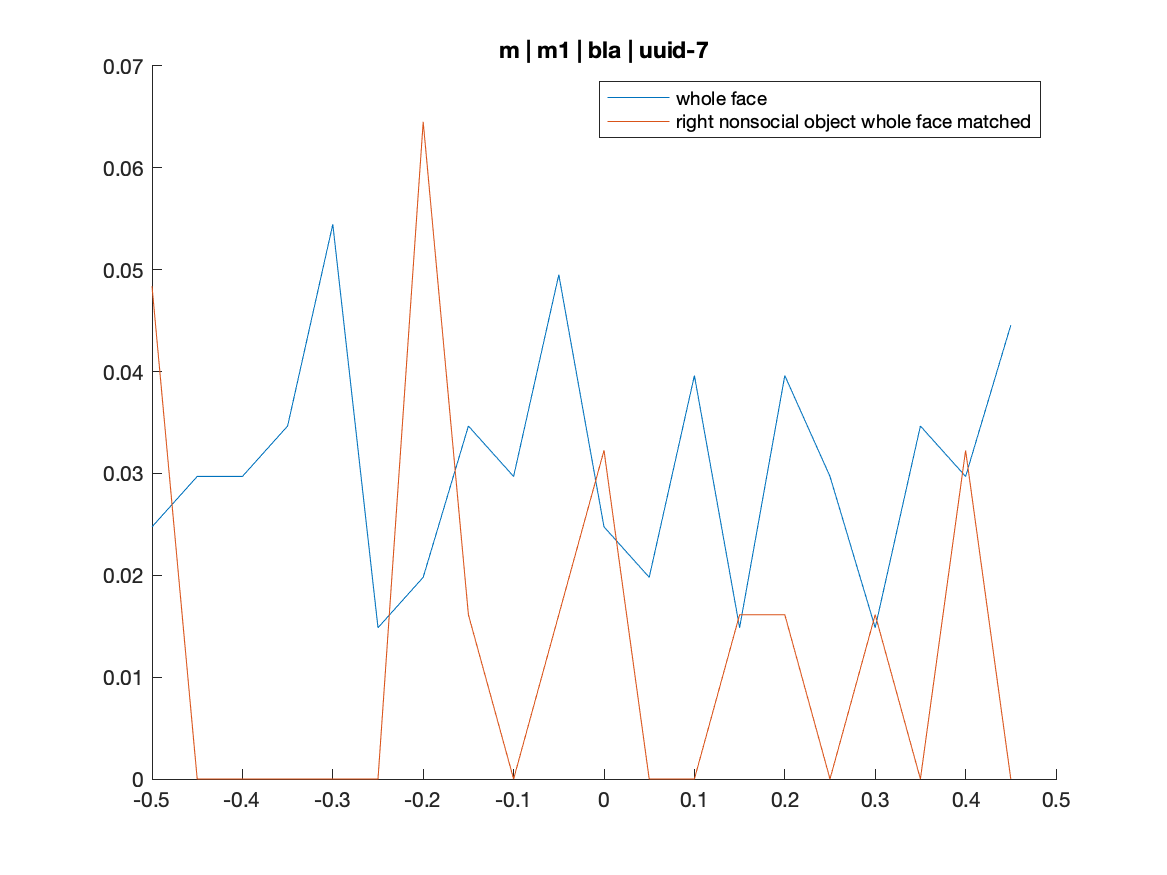 m | m1 | bla | uuid-7
whole face
right nonsocial object whole face matched
0.07
0.06
0.05
0.04
0.03
0.02
0.01
0
-0.5 -0.4 -0.3 -0.2 -0.1 0 0.1 0.2 0.3 0.4 0.5